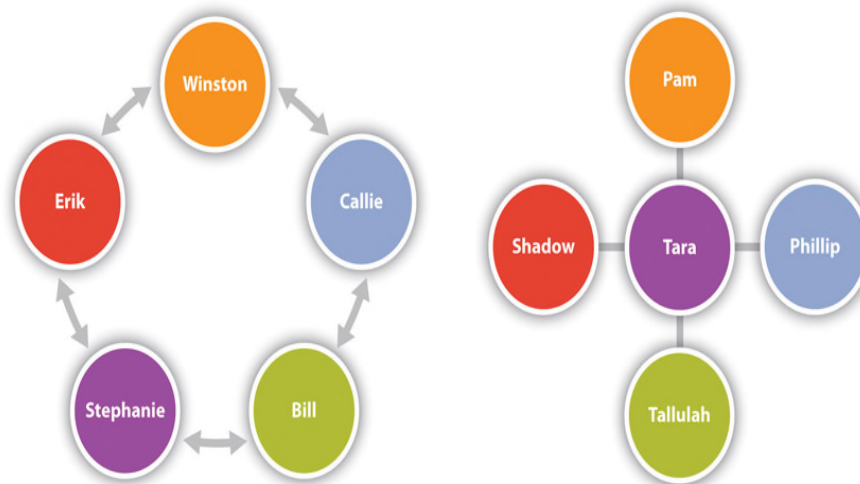 Winston
Erik
Callie
Stephanie
Bill
Pam
Shadow
Tara
Phillip
Tallulah